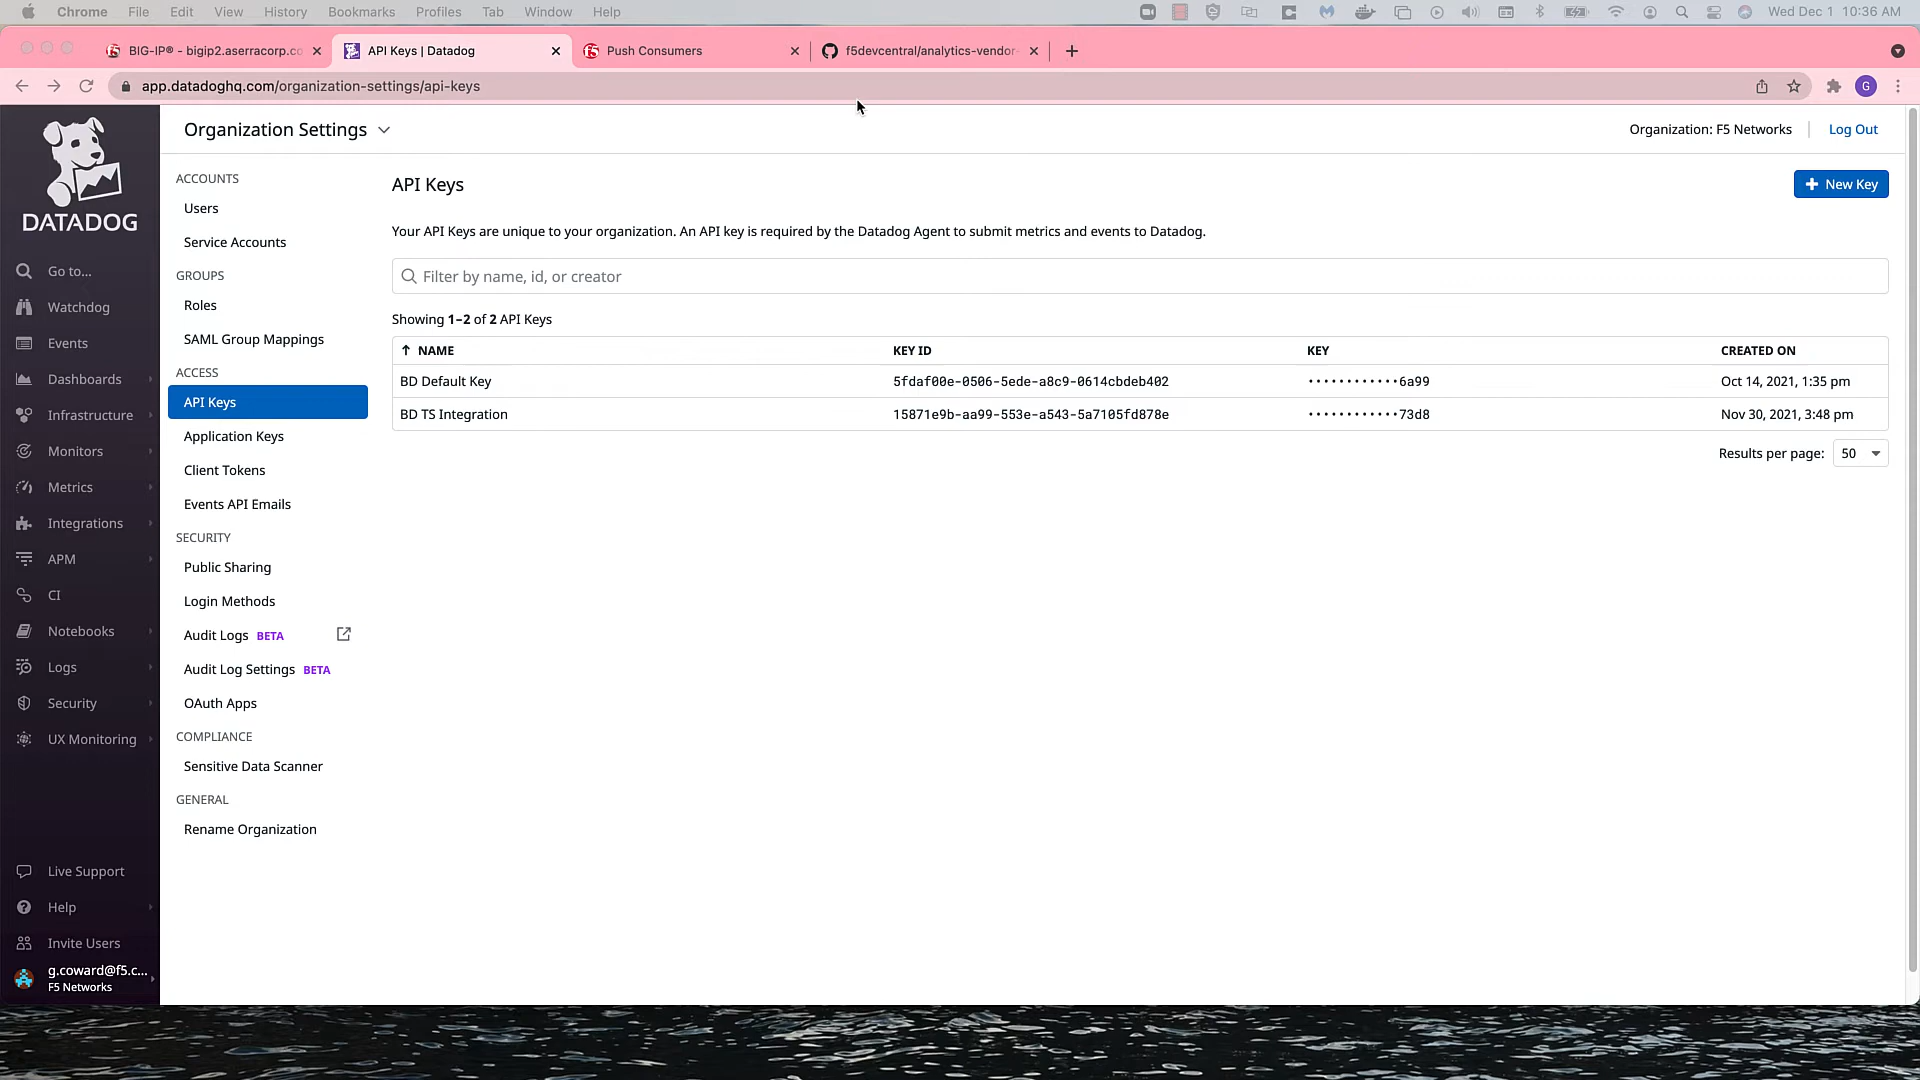 Chrome File Edit View History Bookmarks Profiles Tab Window Help Wed Dec 1 10:36 AM
BIG-IP® - bigip2.aserracorp.co API Keys | Datadog Push Consumers f5devcentral/analytics-vendor-
app.datadoghq.com/organization-settings/api-keys G
DATADOG
Go to...
Watchdog
Events
Dashboards
Infrastructure
Monitors
Metrics
Integrations
APM
CI
Notebooks
Logs
Security
UX Monitoring
Live Support
Help
Invite Users
g.coward@f5.c...
F5 Networks
Organization Settings
Organization: F5 Networks Log Out
ACCOUNTS
Users
Service Accounts
GROUPS
Roles
SAML Group Mappings
ACCESS
API Keys
Application Keys
Client Tokens
Events API Emails
SECURITY
Public Sharing
Login Methods
Audit Logs BETA
Audit Log Settings BETA
OAuth Apps
COMPLIANCE
Sensitive Data Scanner
GENERAL
Rename Organization
API Keys
+ New Key
Your API Keys are unique to your organization. An API key is required by the Datadog Agent to submit metrics and events to Datadog.
Filter by name, id, or creator
Showing 1–2 of 2 API Keys
↑ NAME KEY ID KEY CREATED ON
BD Default Key 5fdaf00e-0506-5ede-a8c9-0614cbdeb402 ••••••••••••6a99 Oct 14, 2021, 1:35 pm
BD TS Integration 15871e9b-aa99-553e-a543-5a7105fd878e ••••••••••••73d8 Nov 30, 2021, 3:48 pm
Results per page: 50